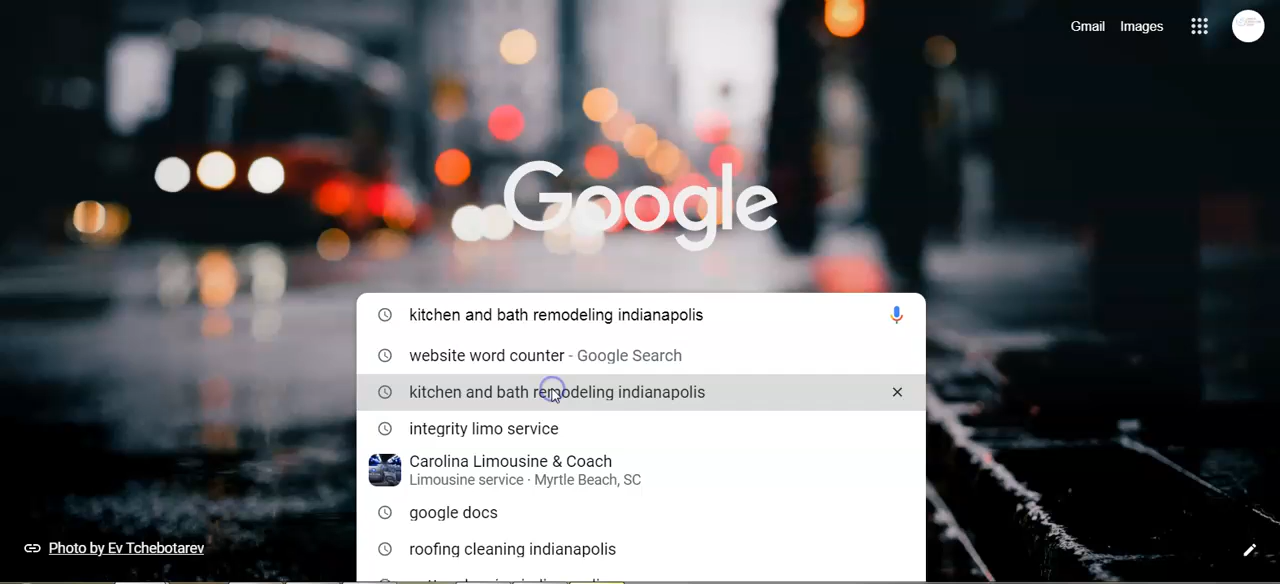 Gmail Images
Google
kitchen and bath remodeling indianapolis
website word counter - Google Search
kitchen and bath remodeling indianapolis
integrity limo service
Carolina Limousine & Coach
Limousine service · Myrtle Beach, SC
google docs
roofing cleaning indianapolis
Photo by Ev Tchebotarev